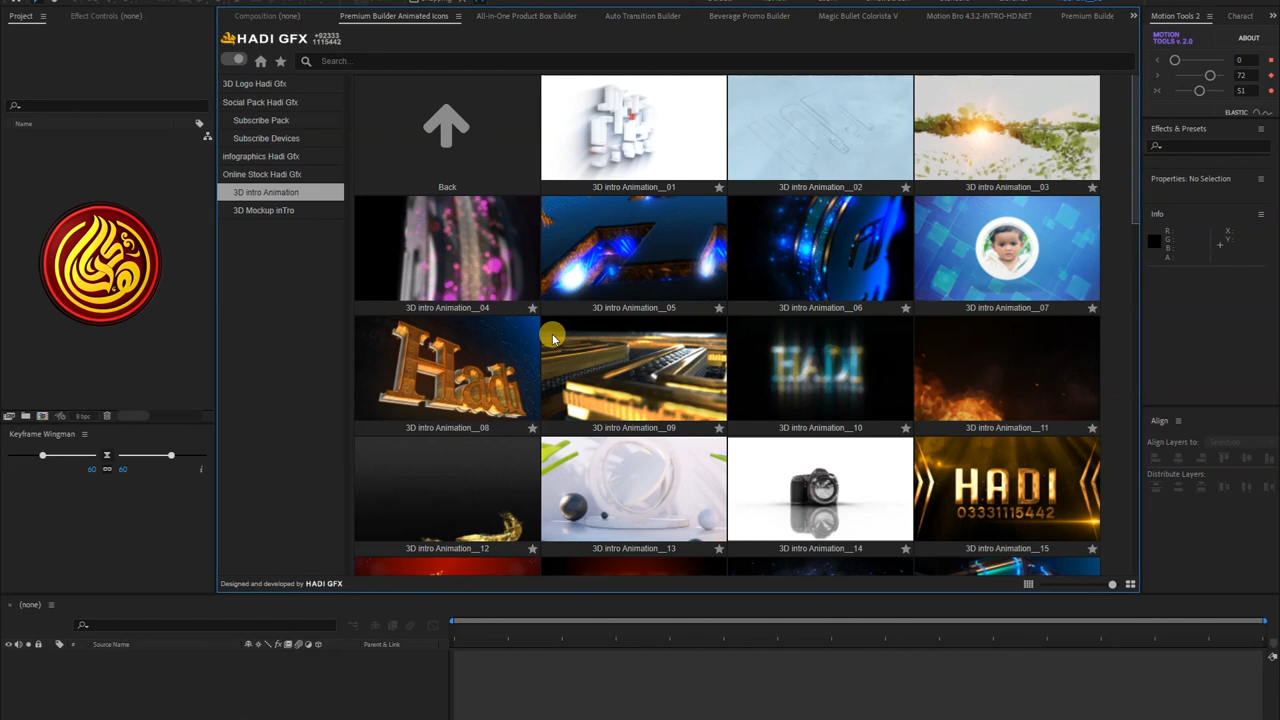 Project
Effect Controls (none)
Composition (none)
Premium Builder Animated Icons
All-in-One Product Box Builder
Auto Transition Builder
Beverage Promo Builder
Magic Bullet Colorista V
Motion Bro 4.3.2-INTRO-HD.NET
Premium Builde
Motion Tools 2
Charact
HADI GFX
+92333
1115442
Search...
MOTION
TOOLS v. 2.0
ABOUT
0
72
51
ELASTIC
Name
3D Logo Hadi Gfx
Social Pack Hadi Gfx
Subscribe Pack
Subscribe Devices
infographics Hadi Gfx
Online Stock Hadi Gfx
3D intro Animation
3D Mockup inTro
Back
3D intro Animation__01
3D intro Animation__02
3D intro Animation__03
3D intro Animation__04
3D intro Animation__05
3D intro Animation__06
3D intro Animation__07
Hadi
HADI
3D intro Animation__08
3D intro Animation__09
3D intro Animation__10
3D intro Animation__11
HADI
03331115442
3D intro Animation__12
3D intro Animation__13
3D intro Animation__14
3D intro Animation__15
Effects & Presets
Properties: No Selection
Info
R :
G :
B :
A :
X :
Y :
Align
Align Layers to:
Selection
Distribute Layers:
8 bpc
Keyframe Wingman
60
60
i
Designed and developed by HADI GFX
(none)
#
Source Name
Parent & Link